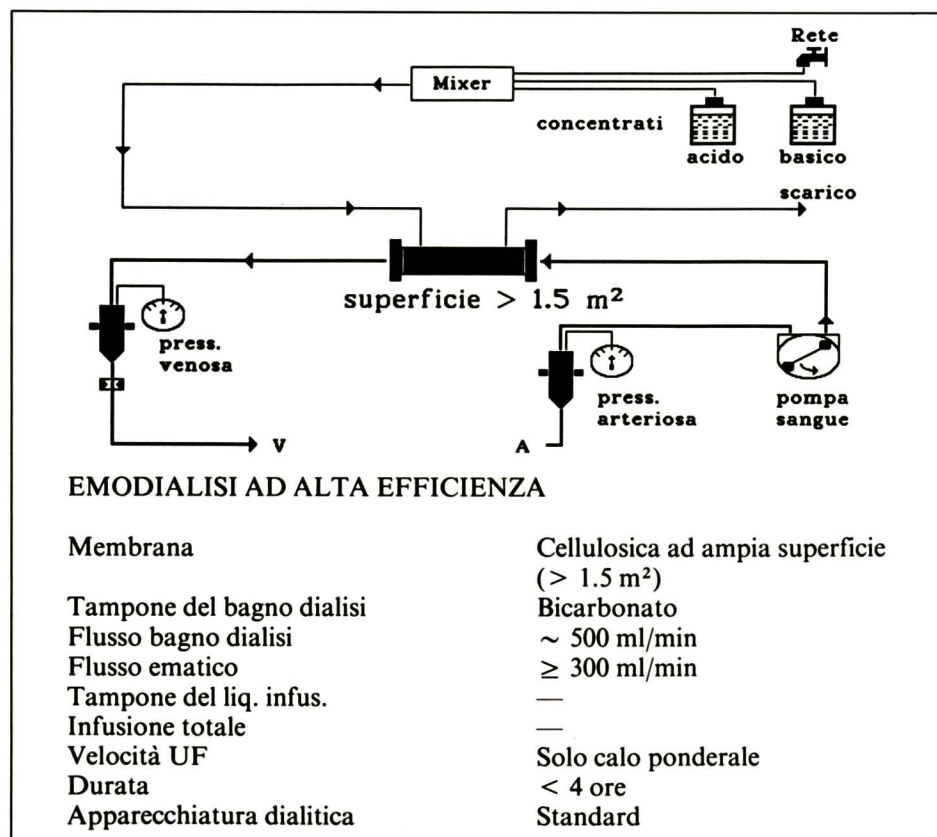 Rete
Mixer
concentrati
acido basico
scarico
superficie > 1.5 m²
press.
venosa
press.
arteriosa
pompa
sangue
V
A
EMODIALISI AD ALTA EFFICIENZA
Membrana Cellulosica ad ampia superficie
(> 1.5 m²)
Tampone del bagno dialisi Bicarbonato
Flusso bagno dialisi ~ 500 ml/min
Flusso ematico ≥ 300 ml/min
Tampone del liq. infus. —
Infusione totale —
Velocità UF Solo calo ponderale
Durata < 4 ore
Apparecchiatura dialitica Standard